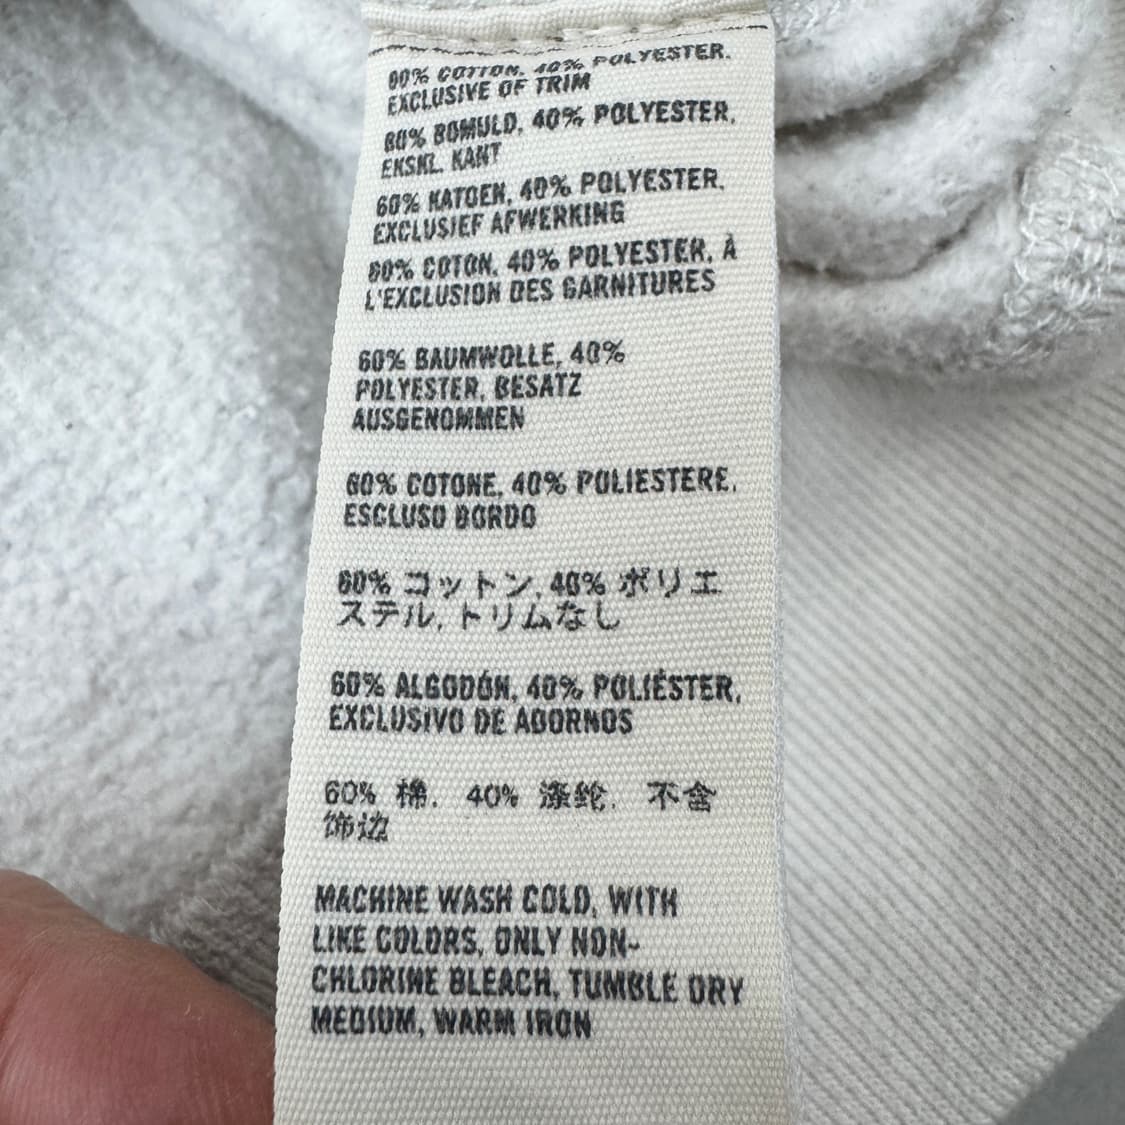 60% COTTON, 40% POLYESTER,
EXCLUSIVE OF TRIM
60% BOMULD, 40% POLYESTER,
EKSKL. KANT
60% KATOEN, 40% POLYESTER,
EXCLUSIEF AFWERKING
60% COTON, 40% POLYESTER, À
L'EXCLUSION DES GARNITURES
60% BAUMWOLLE, 40%
POLYESTER, BESATZ
AUSGENOMMEN
60% COTONE, 40% POLIESTERE,
ESCLUSO BORDO
60% コットン, 40% ポリエ
ステル, トリムなし
60% ALGODÓN, 40% POLIÉSTER,
EXCLUSIVO DE ADORNOS
60% 棉, 40% 涤纶, 不含
饰边
MACHINE WASH COLD, WITH
LIKE COLORS, ONLY NON-
CHLORINE BLEACH, TUMBLE DRY
MEDIUM, WARM IRON